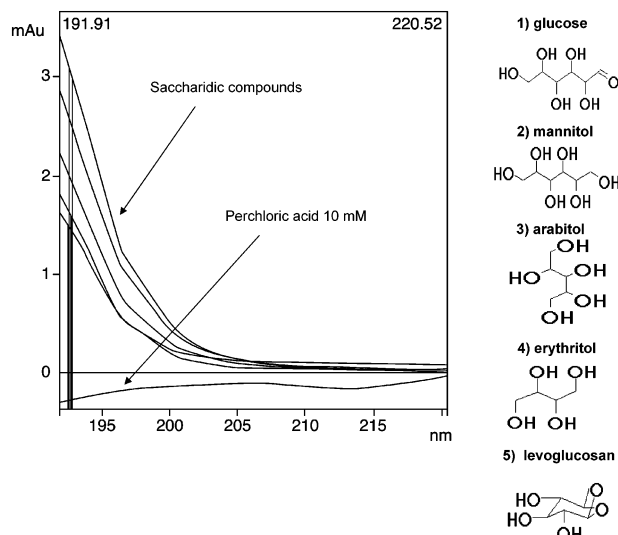 mAu
191.91
220.52
3
Saccharidic compounds
2
Perchloric acid 10 mM
1
0
195
200
205
210
215
nm
1) glucose
OH OH
HO
O
OH OH
2) mannitol
OH OH
HO
OH
OH OH
3) arabitol
OH
HO
OH
OH
OH
4) erythritol
OH OH
OH OH
5) levoglucosan
O
HO
O
HO
OH